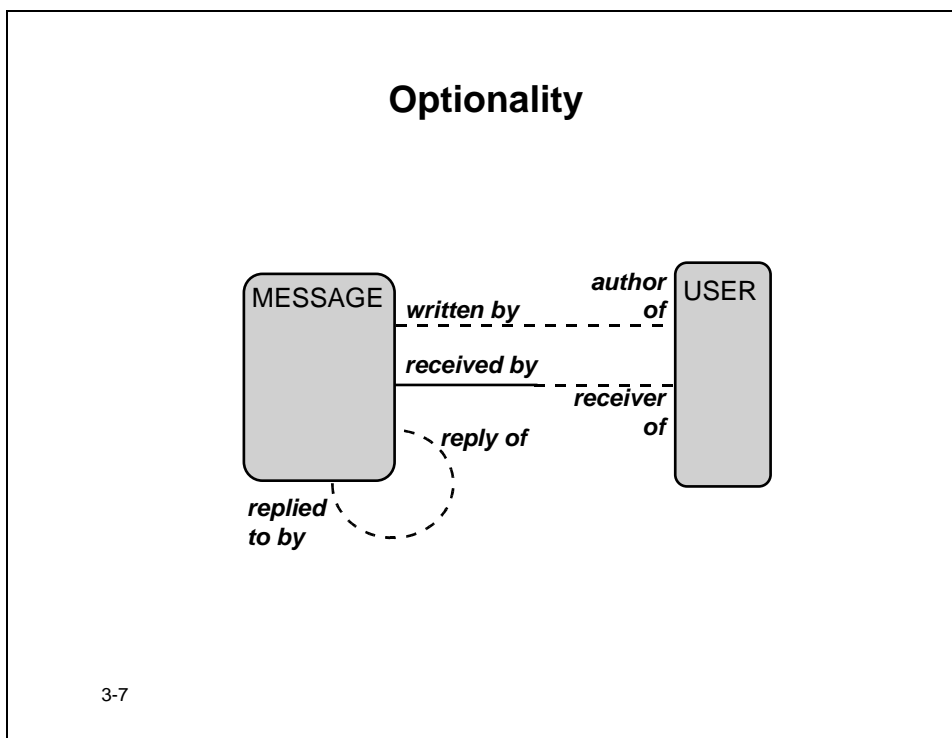 Optionality
MESSAGE
written by
author
of
USER
received by
receiver
of
reply of
replied
to by
3-7